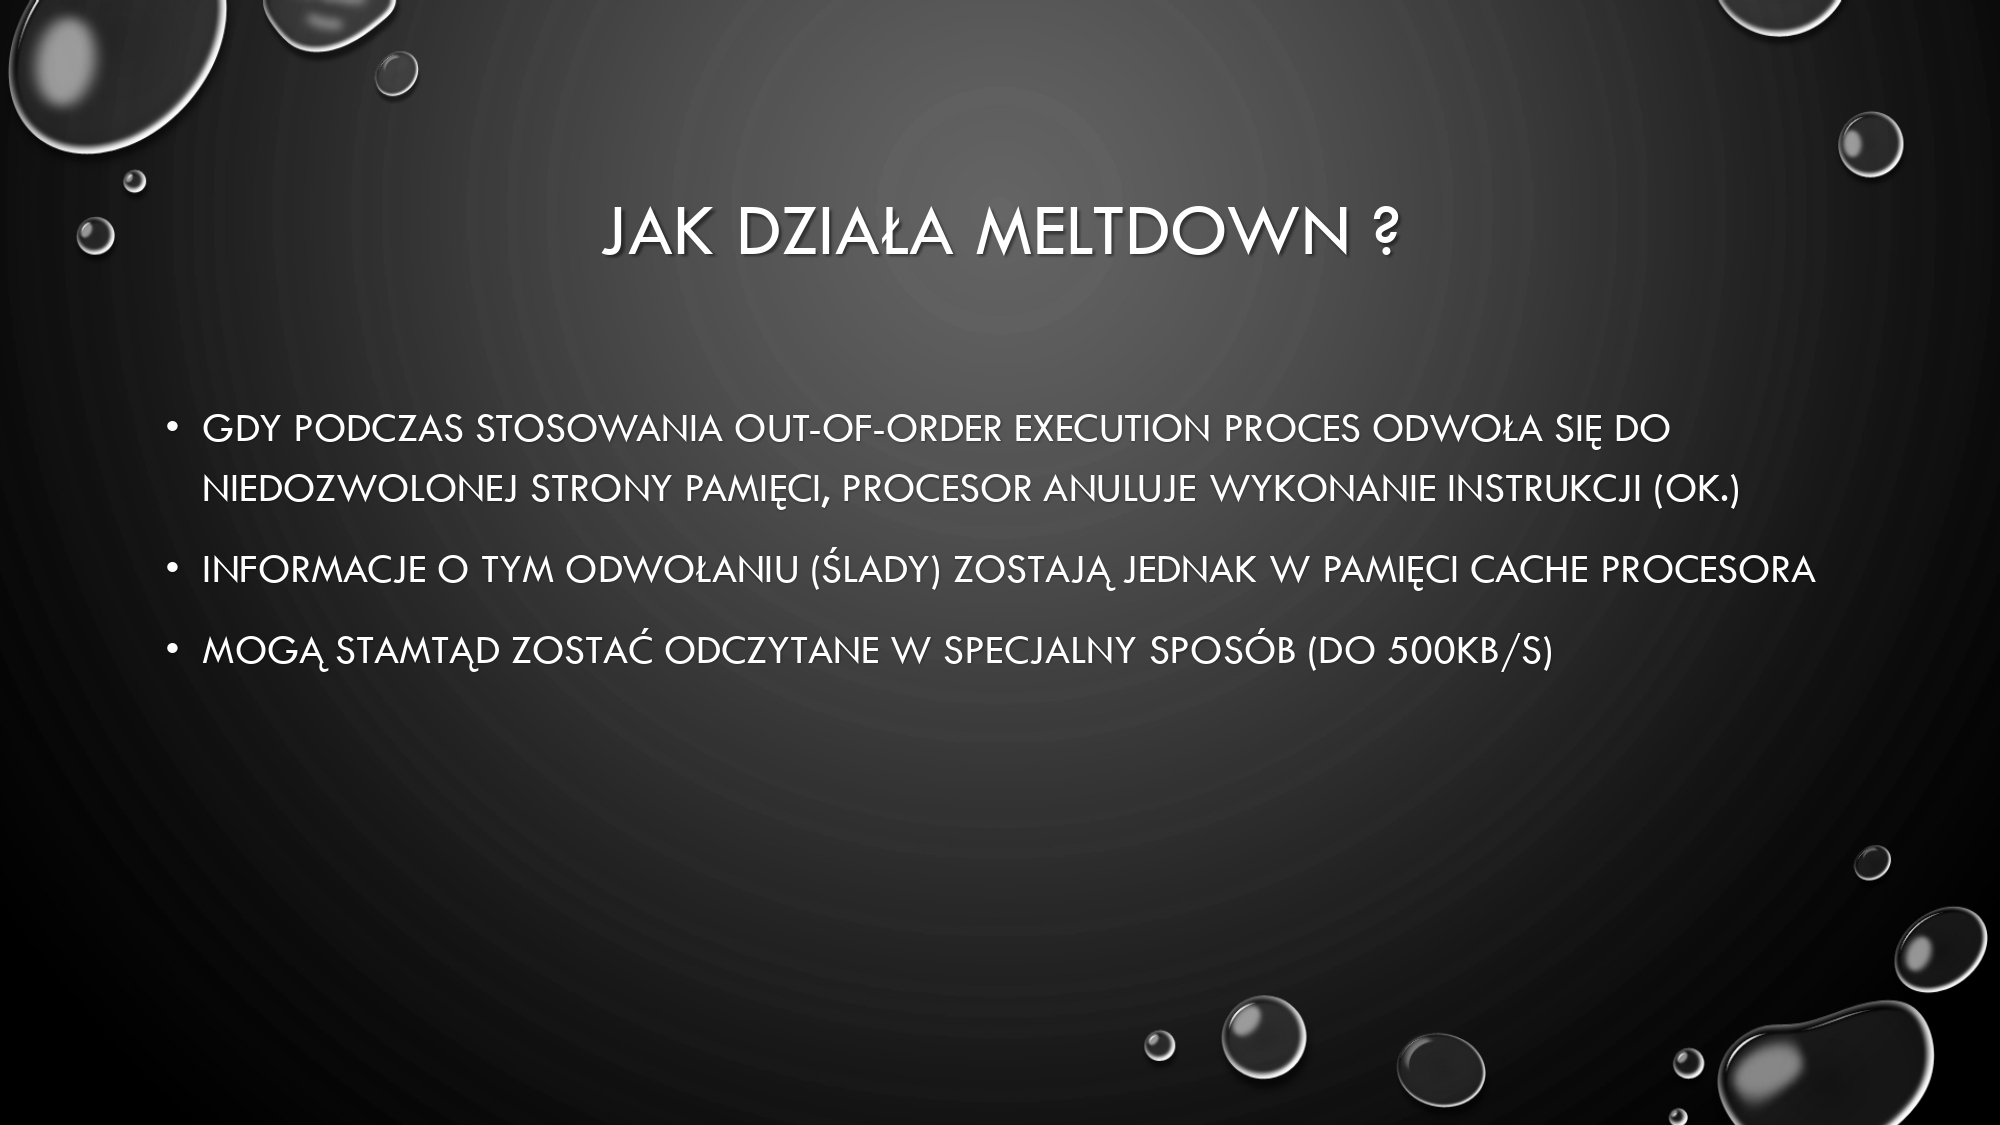 JAK DZIAŁA MELTDOWN ?
• GDY PODCZAS STOSOWANIA OUT-OF-ORDER EXECUTION PROCES ODWOŁA SIĘ DO
NIEDOZWOLONEJ STRONY PAMIĘCI, PROCESOR ANULUJE WYKONANIE INSTRUKCJI (OK.)
• INFORMACJE O TYM ODWOŁANIU (ŚLADY) ZOSTAJĄ JEDNAK W PAMIĘCI CACHE PROCESORA
• MOGĄ STAMTĄD ZOSTAĆ ODCZYTANE W SPECJALNY SPOSÓB (DO 500KB/S)